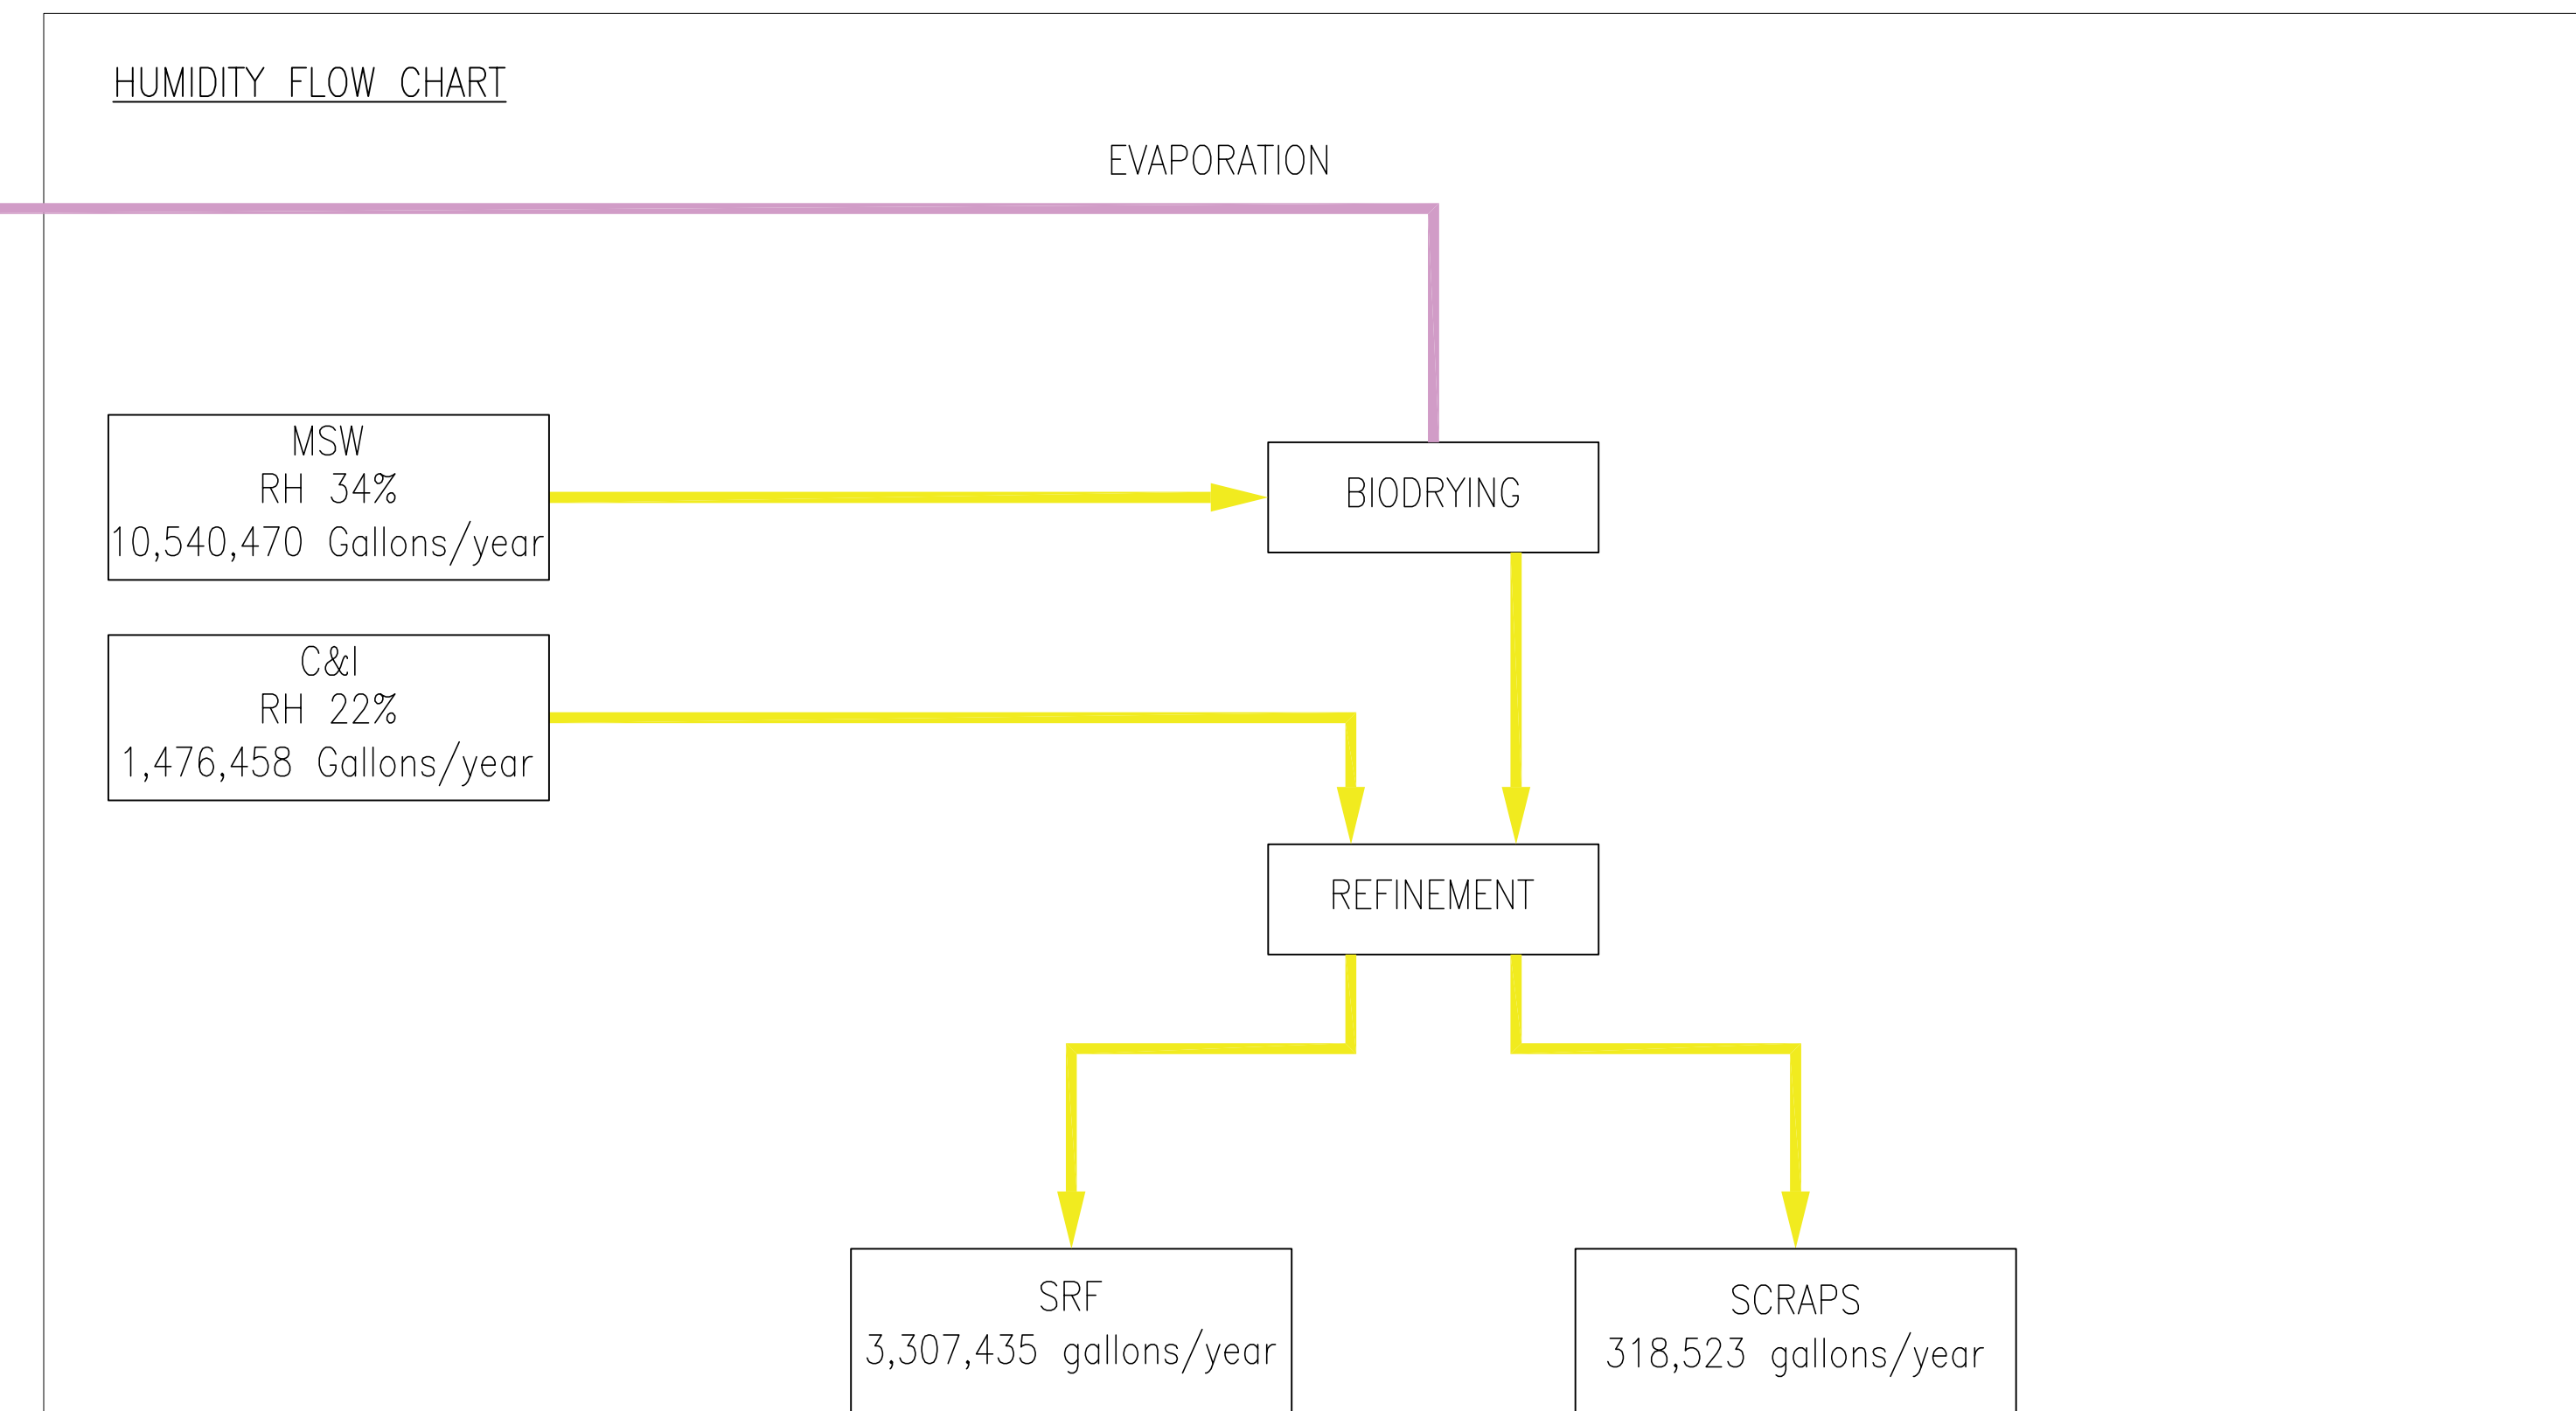 HUMIDITY FLOW CHART
EVAPORATION
MSW
RH 34%
10,540,470 Gallons/year
BIODRYING
C&I
RH 22%
1,476,458 Gallons/year
REFINEMENT
SRF
3,307,435 gallons/year
SCRAPS
318,523 gallons/year